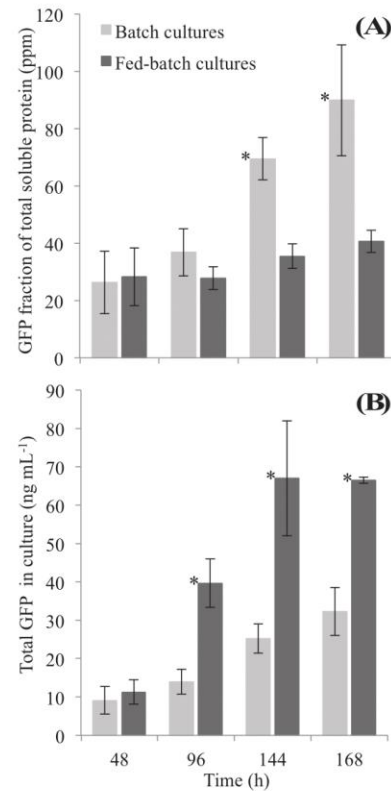 (A)
GFP fraction of total soluble protein (ppm)
120
100
80
60
40
20
0
Batch cultures
Fed-batch cultures
*
*
(B)
Total GFP in culture (ng mL⁻¹)
90
80
70
60
50
40
30
20
10
0
*
*
*
48 96 144 168
Time (h)